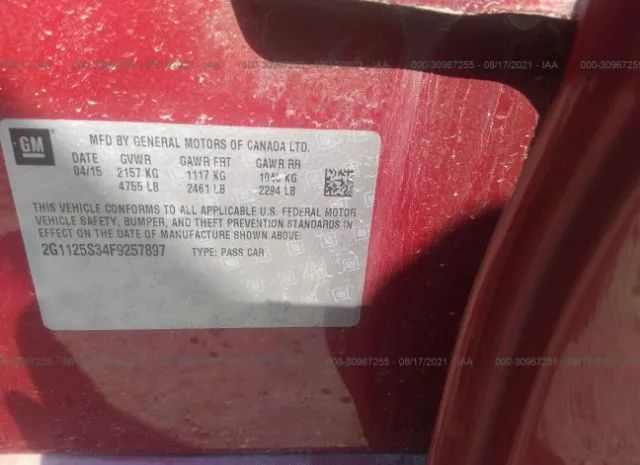 000-30967255 - 08/17/2021 - IAA
GM
MFD BY GENERAL MOTORS OF CANADA LTD.
DATE GVWR GAWR FRT GAWR RR
04/15 2157 KG 1117 KG 1040 KG
4755 LB 2461 LB 2294 LB
THIS VEHICLE CONFORMS TO ALL APPLICABLE U.S. FEDERAL MOTOR
VEHICLE SAFETY, BUMPER, AND THEFT PREVENTION STANDARDS IN
EFFECT ON THE DATE OF MANUFACTURE SHOWN ABOVE.
2G1125S34F9257897 TYPE: PASS CAR
000-30967255 - 08/17/2021 - IAA